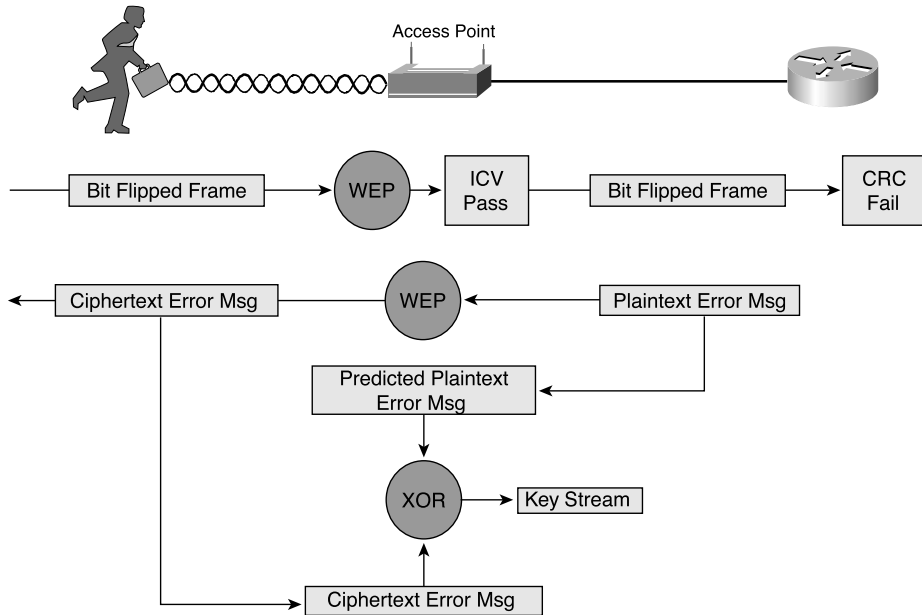 Access Point
Bit Flipped Frame
WEP
ICV
Pass
Bit Flipped Frame
CRC
Fail
Ciphertext Error Msg
WEP
Plaintext Error Msg
Predicted Plaintext
Error Msg
XOR
Key Stream
Ciphertext Error Msg